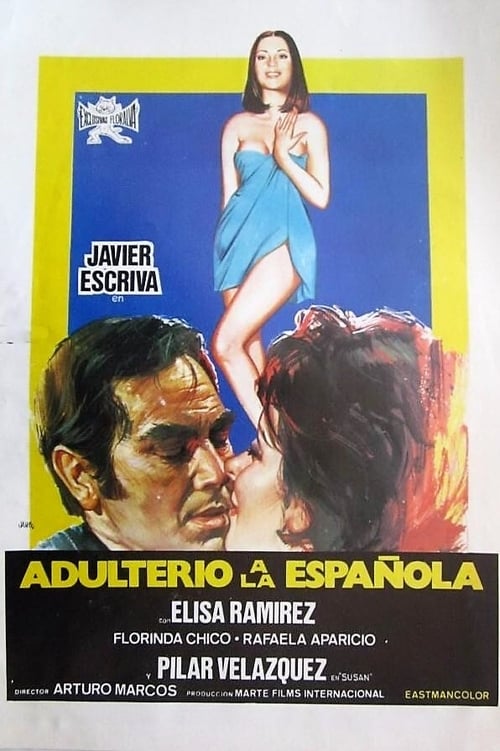 EXCLUSIVAS FLORALVA
JAVIER
ESCRIVA
en
JANO
ADULTERIO A LA ESPAÑOLA
con ELISA RAMIREZ
FLORINDA CHICO • RAFAELA APARICIO •
Y PILAR VELAZQUEZ EN "SUSAN"
DIRECTOR ARTURO MARCOS PRODUCCION MARTE FILMS INTERNACIONAL EASTMANCOLOR